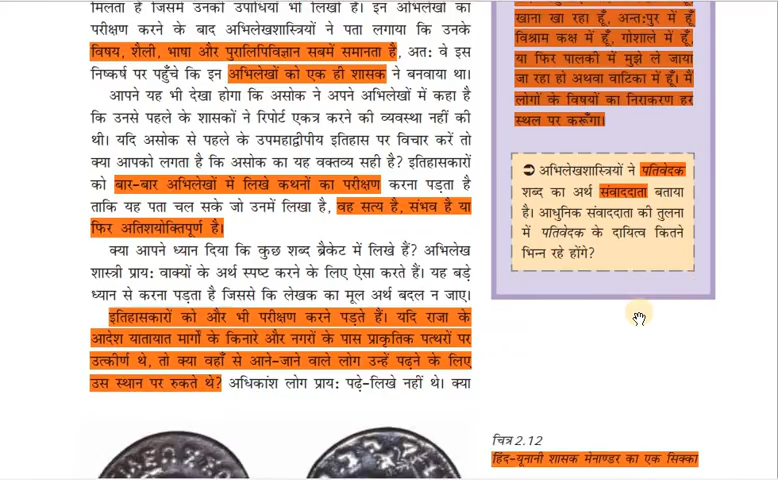 मिलता है जिसमें उनकी उपाधियाँ भी लिखी हैं। इन अभिलेखों का
परीक्षण करने के बाद अभिलेखशास्त्रियों ने पता लगाया कि उनके
विषय, शैली, भाषा और पुरालिपिविज्ञान सबमें समानता है, अत: वे इस
निष्कर्ष पर पहुँचे कि इन अभिलेखों को एक ही शासक ने बनवाया था।
आपने यह भी देखा होगा कि असोक ने अपने अभिलेखों में कहा है
कि उनसे पहले के शासकों ने रिपोर्ट एकत्र करने की व्यवस्था नहीं की
थी। यदि असोक से पहले के उपमहाद्वीपीय इतिहास पर विचार करें तो
क्या आपको लगता है कि असोक का यह वक्तव्य सही है? इतिहासकारों
को बार-बार अभिलेखों में लिखे कथनों का परीक्षण करना पड़ता है
ताकि यह पता चल सके जो उनमें लिखा है, वह सत्य है, संभव है या
फिर अतिशयोक्तिपूर्ण है।
क्या आपने ध्यान दिया कि कुछ शब्द ब्रैकेट में लिखे हैं? अभिलेख
शास्त्री प्राय: वाक्यों के अर्थ स्पष्ट करने के लिए ऐसा करते हैं। यह बड़े
ध्यान से करना पड़ता है जिससे कि लेखक का मूल अर्थ बदल न जाए।
इतिहासकारों को और भी परीक्षण करने पड़ते हैं। यदि राजा के
आदेश यातायात मार्गों के किनारे और नगरों के पास प्राकृतिक पत्थरों पर
उत्कीर्ण थे, तो क्या वहाँ से आने-जाने वाले लोग उन्हें पढ़ने के लिए
उस स्थान पर रुकते थे? अधिकांश लोग प्राय: पढ़े-लिखे नहीं थे। क्या
खाना खा रहा हूँ, अन्त:पुर में हूँ
विश्राम कक्ष में हूँ, गोशाले में हूँ,
या फिर पालकी में मुझे ले जाया
जा रहा हो अथवा वाटिका में हूँ। मैं
लोगों के विषयों का निराकरण हर
स्थल पर करूँगा।
➲ अभिलेखशास्त्रियों ने पतिवेदक
शब्द का अर्थ संवाददाता बताया
है। आधुनिक संवाददाता की तुलना
में पतिवेदक के दायित्व कितने
भिन्न रहे होंगे?
चित्र 2.12
हिंद-यूनानी शासक मेनाण्डर का एक सिक्का